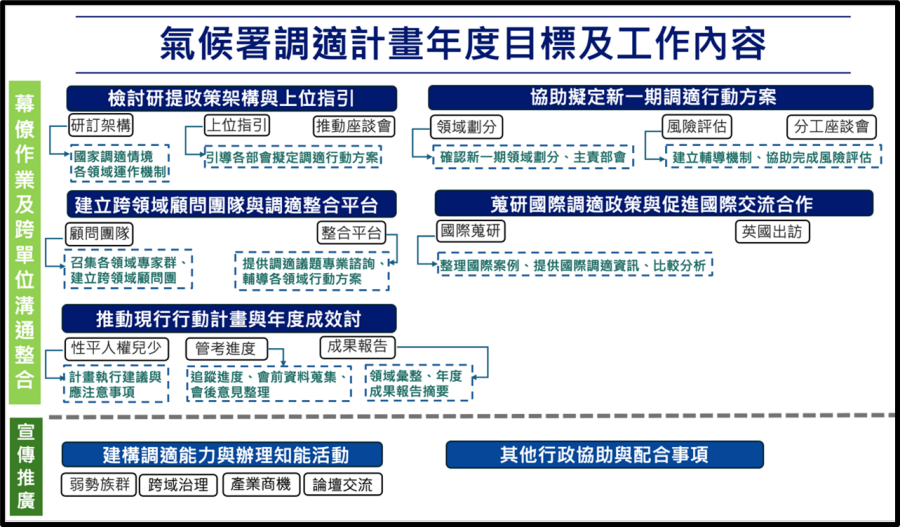 氣候署調適計畫年度目標及工作內容
幕僚作業及跨單位溝通整合
檢討研提政策架構與上位指引
研訂架構
上位指引
推動座談會
國家調適情境
各領域運作機制
引導各部會擬定調適行動方案
協助擬定新一期調適行動方案
領域劃分
風險評估
分工座談會
確認新一期領域劃分、主責部會
建立輔導機制、協助完成風險評估
建立跨領域顧問團隊與調適整合平台
顧問團隊
整合平台
召集各領域專家群、
建立跨領域顧問團
提供調適議題專業諮詢、
輔導各領域行動方案
蒐研國際調適政策與促進國際交流合作
國際蒐研
英國出訪
整理國際案例、提供國際調適資訊、比較分析
推動現行行動計畫與年度成效討
性平人權兒少
管考進度
成果報告
計畫執行建議與
應注意事項
追蹤進度、會前資料蒐集、
會後意見整理
領域彙整、年度
成果報告摘要
宣傳推廣
建構調適能力與辦理知能活動
弱勢族群
跨域治理
產業商機
論壇交流
其他行政協助與配合事項